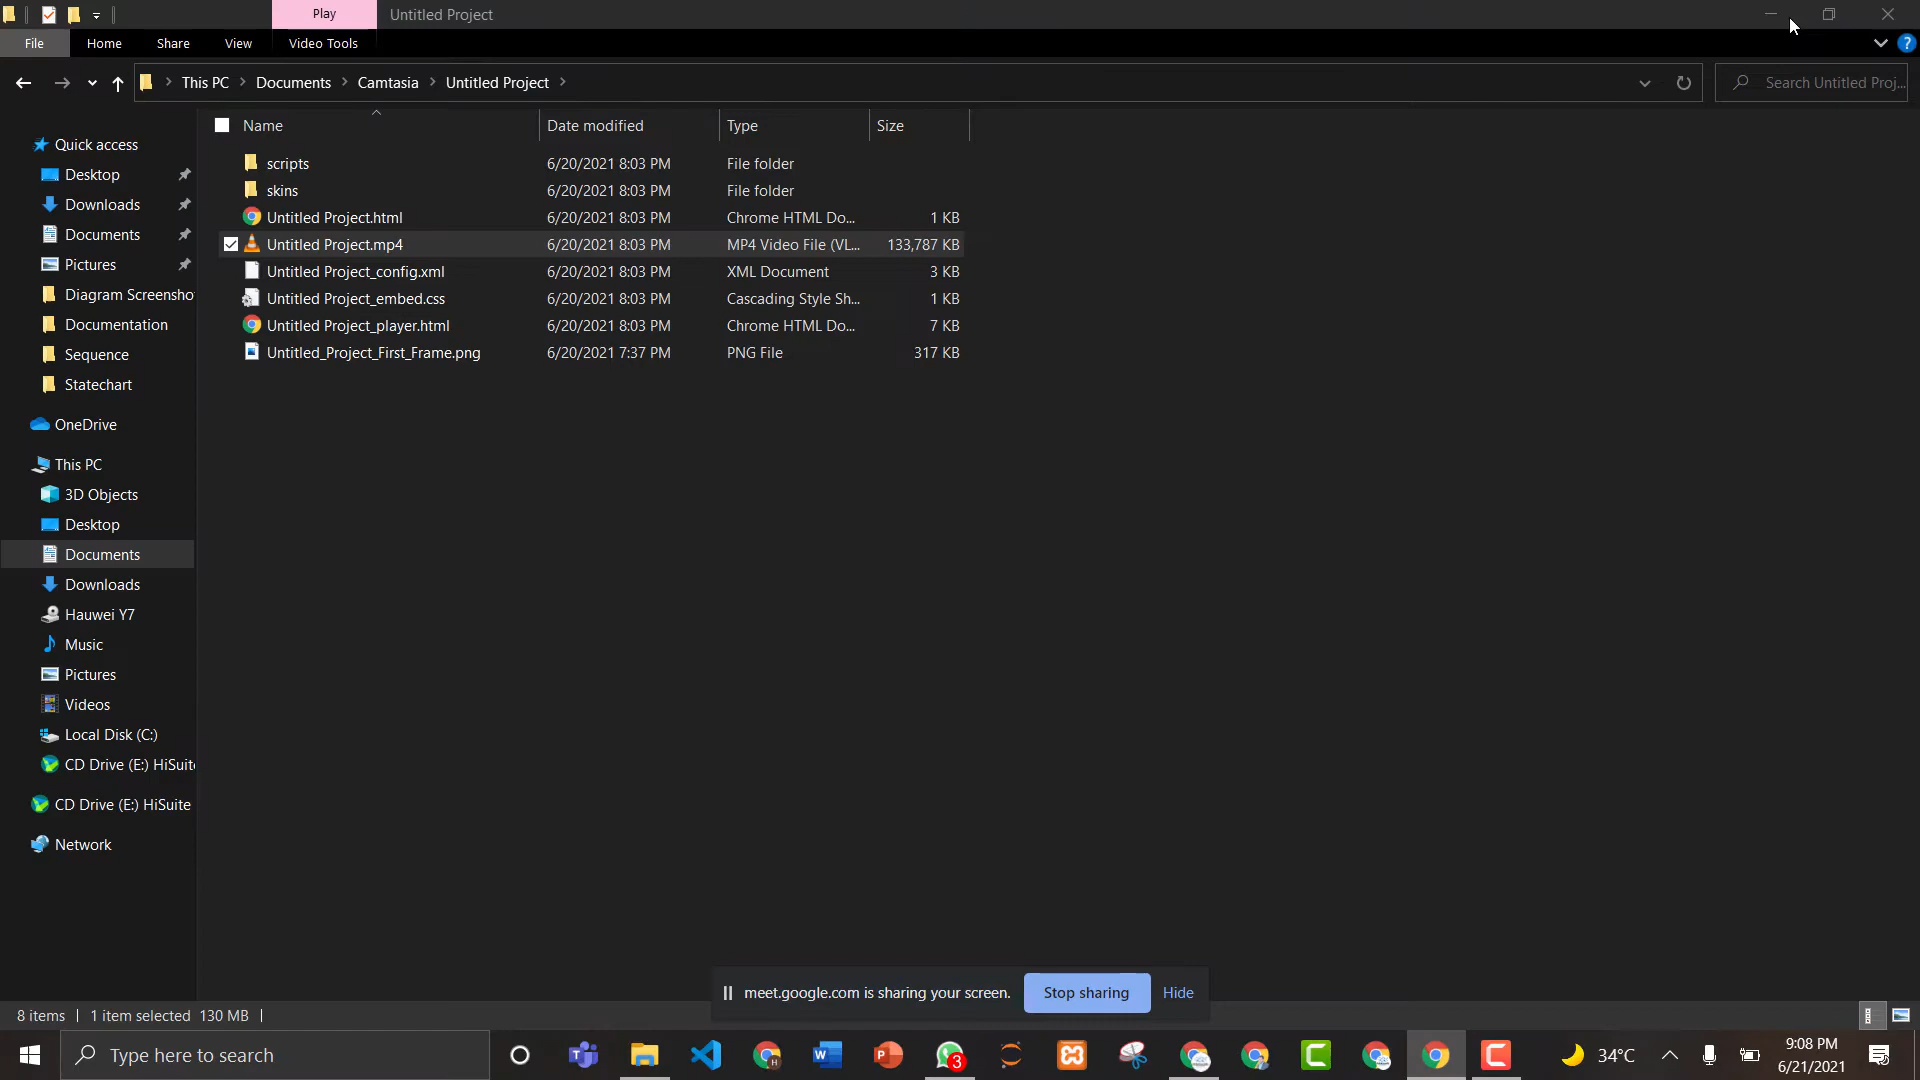 Play
Untitled Project
File
Home
Share
View
Video Tools
This PC
Documents
Camtasia
Untitled Project
Search Untitled Proj...
Name
Date modified
Type
Size
scripts 6/20/2021 8:03 PM File folder
skins 6/20/2021 8:03 PM File folder
Untitled Project.html 6/20/2021 8:03 PM Chrome HTML Do... 1 KB
Untitled Project.mp4 6/20/2021 8:03 PM MP4 Video File (VL... 133,787 KB
Untitled Project_config.xml 6/20/2021 8:03 PM XML Document 3 KB
Untitled Project_embed.css 6/20/2021 8:03 PM Cascading Style Sh... 1 KB
Untitled Project_player.html 6/20/2021 8:03 PM Chrome HTML Do... 7 KB
Untitled_Project_First_Frame.png 6/20/2021 7:37 PM PNG File 317 KB
Quick access
Desktop
Downloads
Documents
Pictures
Diagram Screensho
Documentation
Sequence
Statechart
OneDrive
This PC
3D Objects
Desktop
Documents
Downloads
Hauwei Y7
Music
Pictures
Videos
Local Disk (C:)
CD Drive (E:) HiSuit
CD Drive (E:) HiSuite
Network
meet.google.com is sharing your screen.
Stop sharing
Hide
8 items
1 item selected 130 MB
Type here to search
3
34°C
9:08 PM
6/21/2021